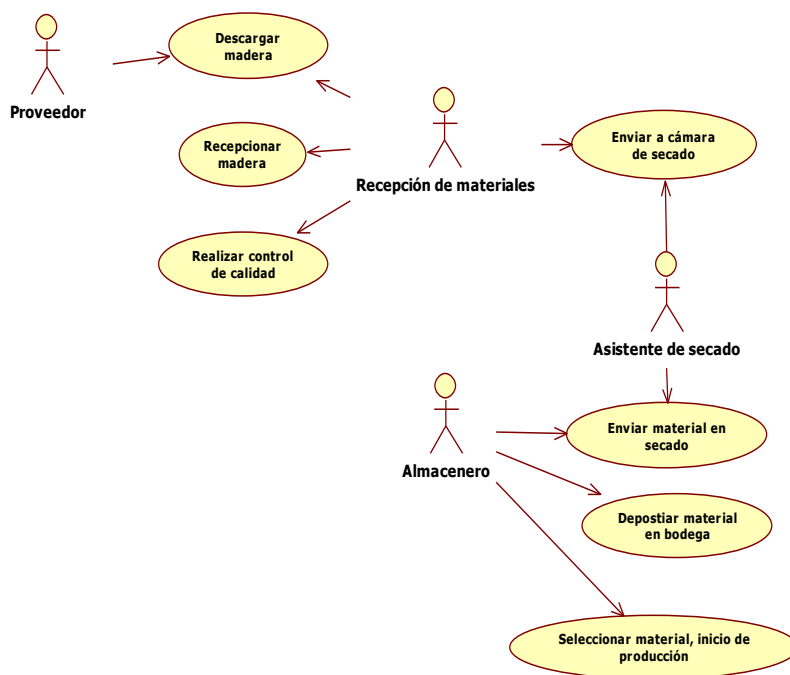 Descargar
madera
Proveedor
Recepcionar
madera
Recepción de materiales
Enviar a cámara
de secado
Realizar control
de calidad
Asistente de secado
Almacenero
Enviar material en
secado
Depostiar material
en bodega
Seleccionar material, inicio de
producción